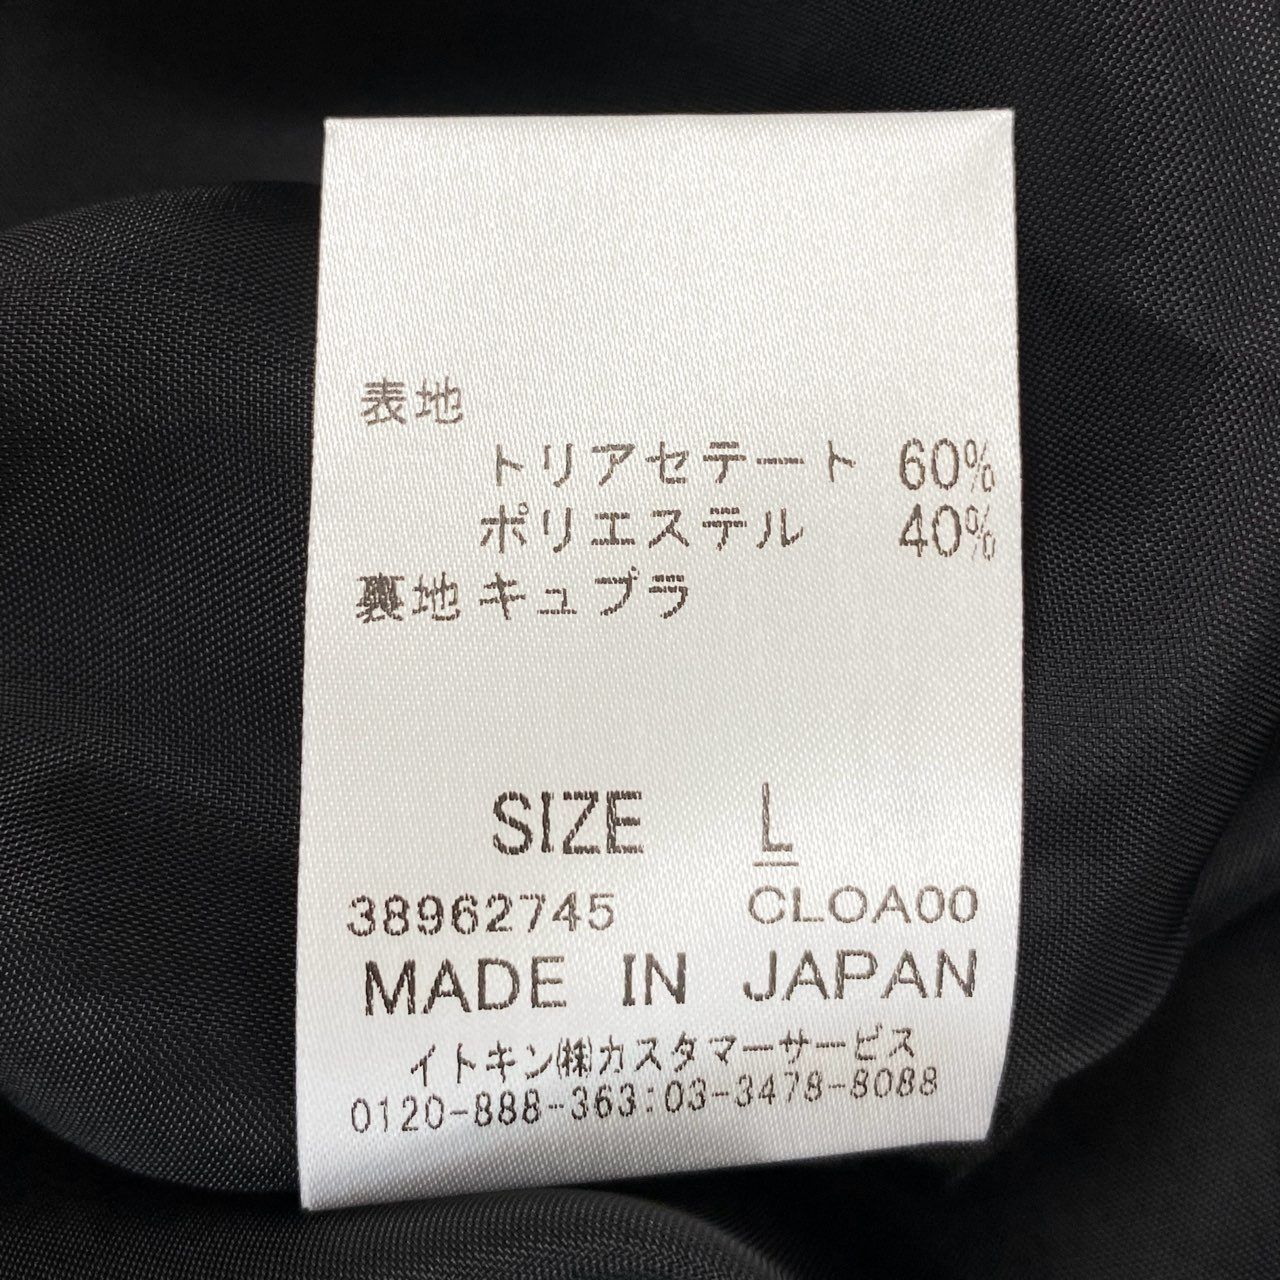 表地
トリアセテート 60%
ポリエステル 40%
裏地 キュプラ
SIZE L
38962745 CLOA00
MADE IN JAPAN
イトキン㈱カスタマーサービス
0120-888-363:03-3478-8088